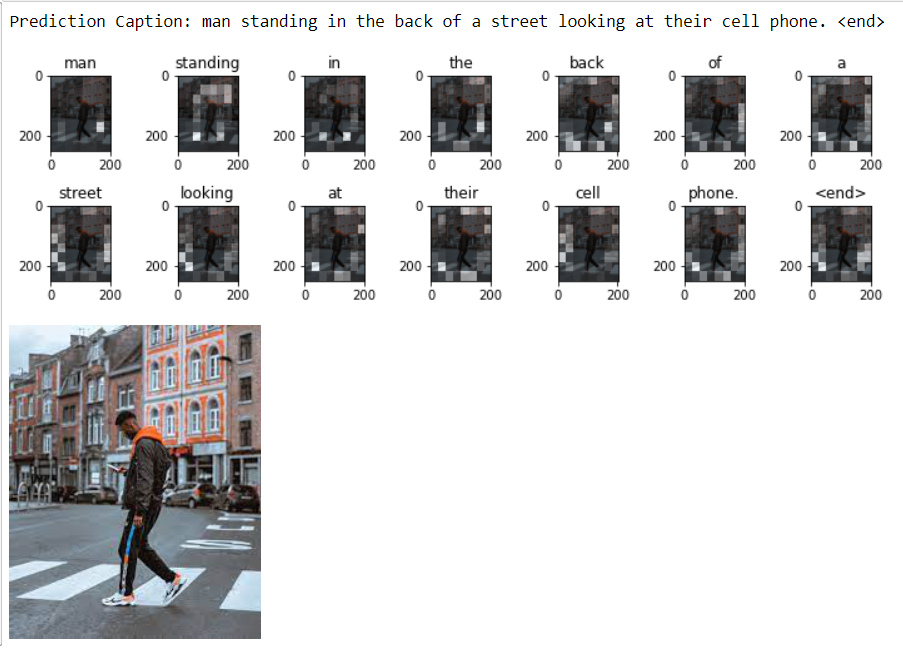 Prediction Caption: man standing in the back of a street looking at their cell phone. <end>
man standing in the back of a
0 0 0 0 0 0 0
200 200 200 200 200 200 200
0 200 0 200 0 200 0 200 0 200 0 200 0 200
street looking at their cell phone. <end>
0 0 0 0 0 0 0
200 200 200 200 200 200 200
0 200 0 200 0 200 0 200 0 200 0 200 0 200